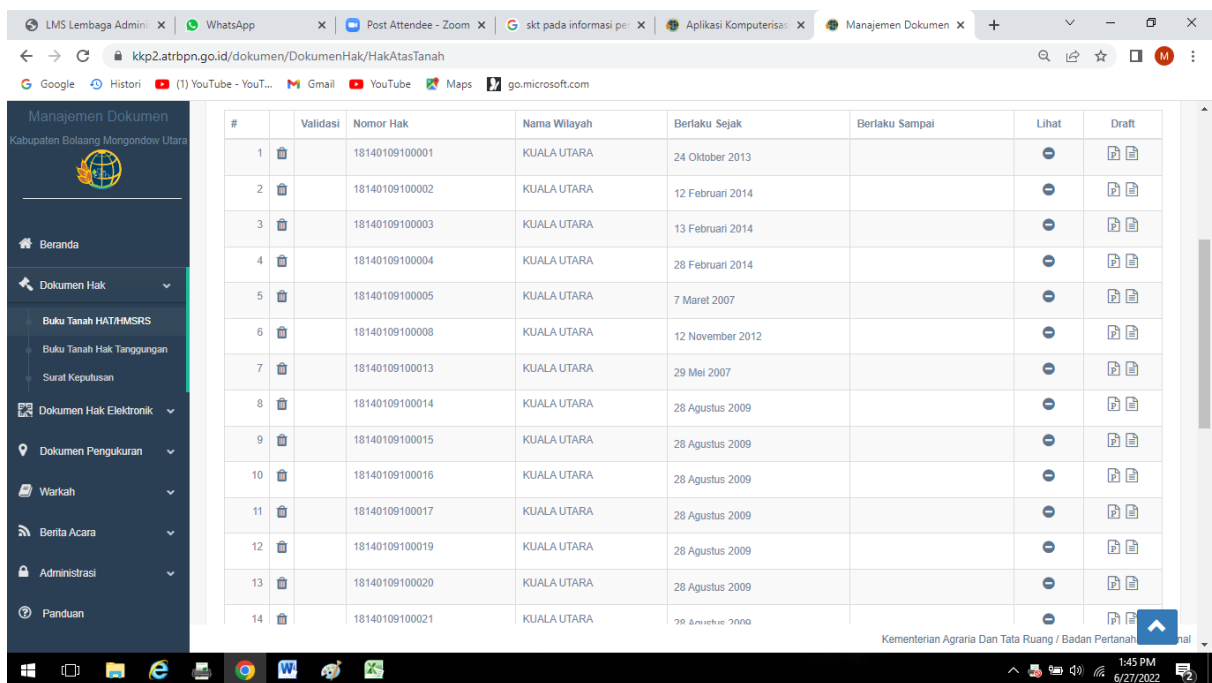 LMS Lembaga Admini WhatsApp Post Attendee - Zoom skt pada informasi per Aplikasi Komputerisas Manajemen Dokumen
kkp2.atrbpn.go.id/dokumen/DokumenHak/HakAtasTanah M
Google Histori (1) YouTube - YouT... Gmail YouTube Maps go.microsoft.com
Manajemen Dokumen
Kabupaten Bolaang Mongondow Utara
Beranda
Dokumen Hak
Buku Tanah HAT/HMSRS
Buku Tanah Hak Tanggungan
Surat Keputusan
Dokumen Hak Elektronik
Dokumen Pengukuran
Warkah
Berita Acara
Administrasi
Panduan
# Validasi Nomor Hak Nama Wilayah Berlaku Sejak Berlaku Sampai Lihat Draft
1 18140109100001 KUALA UTARA 24 Oktober 2013
2 18140109100002 KUALA UTARA 12 Februari 2014
3 18140109100003 KUALA UTARA 13 Februari 2014
4 18140109100004 KUALA UTARA 28 Februari 2014
5 18140109100005 KUALA UTARA 7 Maret 2007
6 18140109100008 KUALA UTARA 12 November 2012
7 18140109100013 KUALA UTARA 29 Mei 2007
8 18140109100014 KUALA UTARA 28 Agustus 2009
9 18140109100015 KUALA UTARA 28 Agustus 2009
10 18140109100016 KUALA UTARA 28 Agustus 2009
11 18140109100017 KUALA UTARA 28 Agustus 2009
12 18140109100019 KUALA UTARA 28 Agustus 2009
13 18140109100020 KUALA UTARA 28 Agustus 2009
14 18140109100021 KUALA UTARA 28 Agustus 2009
Kementerian Agraria Dan Tata Ruang / Badan Pertanah nal
1:45 PM
6/27/2022
2